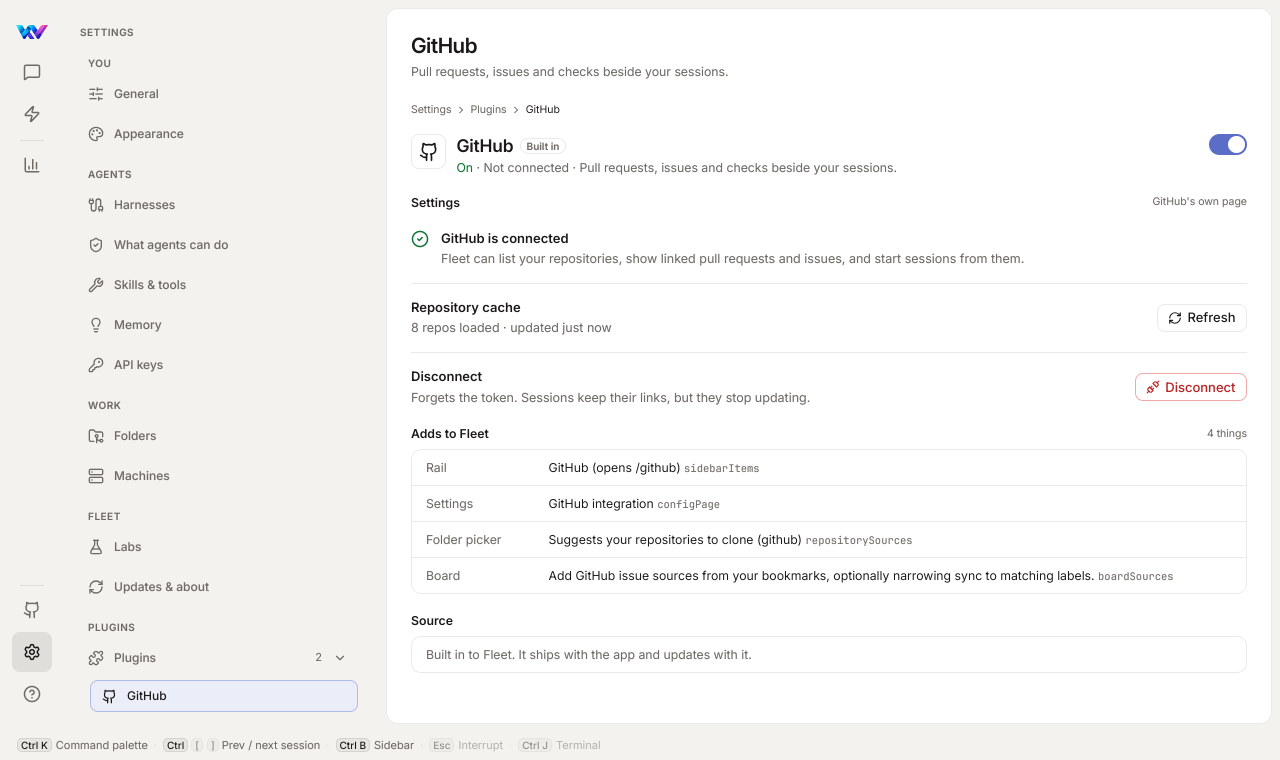 SETTINGS
YOU
General
Appearance
AGENTS
Harnesses
What agents can do
Skills & tools
Memory
API keys
WORK
Folders
Machines
FLEET
Labs
Updates & about
PLUGINS
Plugins 2
GitHub
GitHub
Pull requests, issues and checks beside your sessions.
Settings > Plugins > GitHub
GitHub Built in
On · Not connected · Pull requests, issues and checks beside your sessions.
Settings GitHub's own page
GitHub is connected
Fleet can list your repositories, show linked pull requests and issues, and start sessions from them.
Repository cache
8 repos loaded · updated just now
Refresh
Disconnect
Forgets the token. Sessions keep their links, but they stop updating.
Disconnect
Adds to Fleet 4 things
Rail GitHub (opens /github) sidebarItems
Settings GitHub integration configPage
Folder picker Suggests your repositories to clone (github) repositorySources
Board Add GitHub issue sources from your bookmarks, optionally narrowing sync to matching labels. boardSources
Source
Built in to Fleet. It ships with the app and updates with it.
Ctrl K Command palette · Ctrl [ ] Prev / next session · Ctrl B Sidebar · Esc Interrupt · Ctrl J Terminal